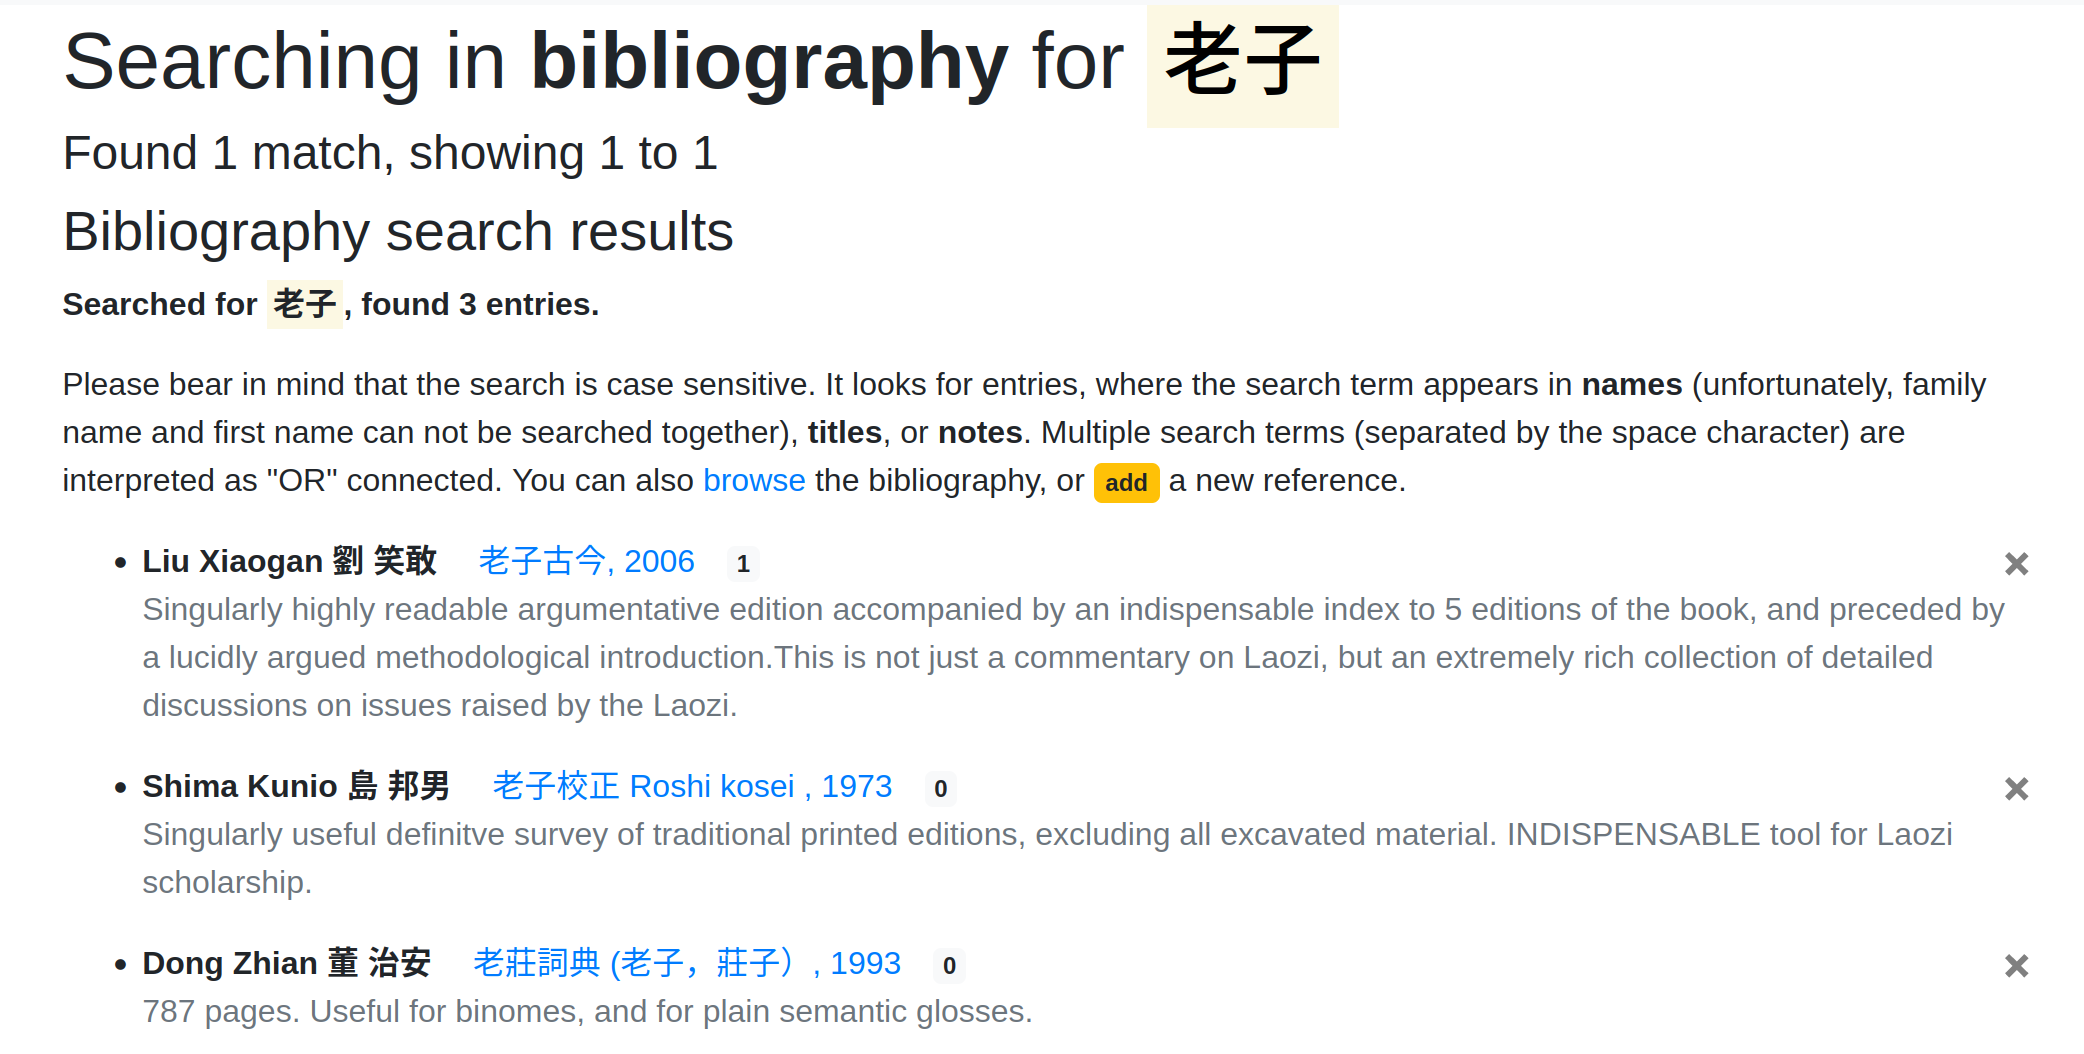 Searching in bibliography for 老子
Found 1 match, showing 1 to 1
Bibliography search results
Searched for 老子, found 3 entries.
Please bear in mind that the search is case sensitive. It looks for entries, where the search term appears in names (unfortunately, family
name and first name can not be searched together), titles, or notes. Multiple search terms (separated by the space character) are
interpreted as "OR" connected. You can also browse the bibliography, or add a new reference.
• Liu Xiaogan 劉 笑敢 老子古今, 2006 1
Singularly highly readable argumentative edition accompanied by an indispensable index to 5 editions of the book, and preceded by
a lucidly argued methodological introduction.This is not just a commentary on Laozi, but an extremely rich collection of detailed
discussions on issues raised by the Laozi.
• Shima Kunio 島 邦男 老子校正 Roshi kosei , 1973 0
Singularly useful definitve survey of traditional printed editions, excluding all excavated material. INDISPENSABLE tool for Laozi
scholarship.
• Dong Zhian 董 治安 老莊詞典 (老子，莊子）, 1993 0
787 pages. Useful for binomes, and for plain semantic glosses.